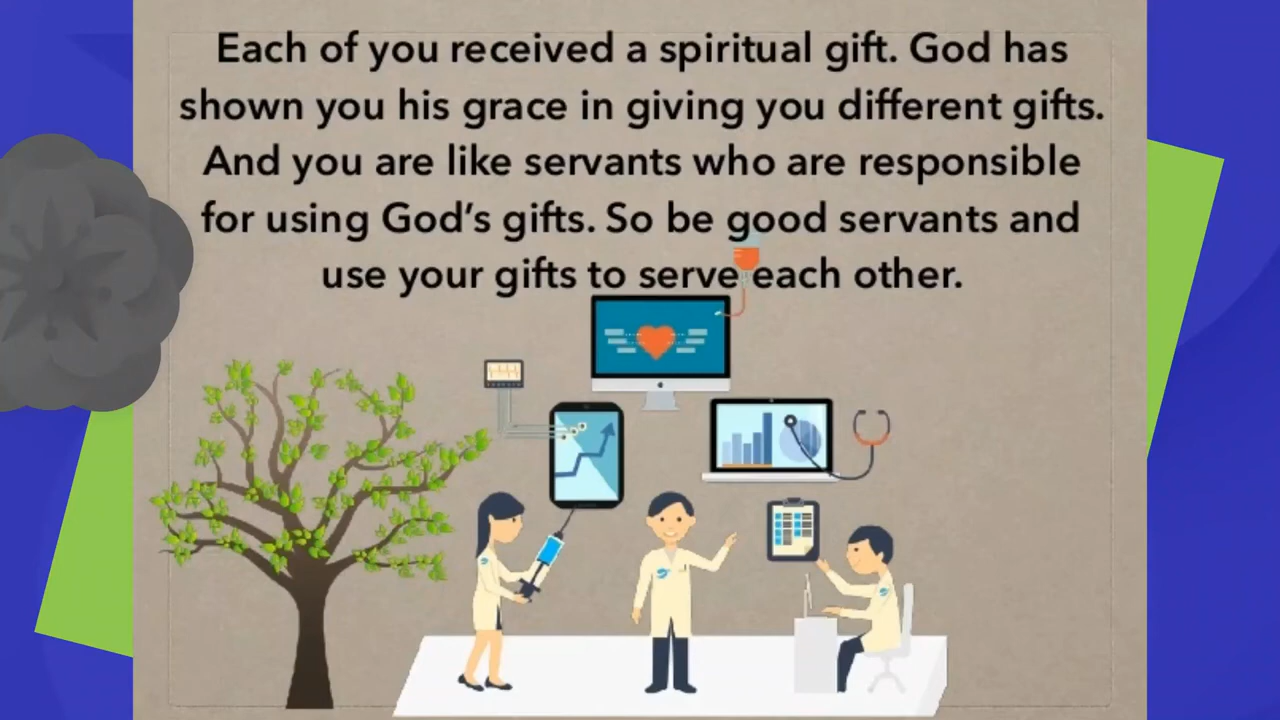 Each of you received a spiritual gift. God has
shown you his grace in giving you different gifts.
And you are like servants who are responsible
for using God's gifts. So be good servants and
use your gifts to serve each other.